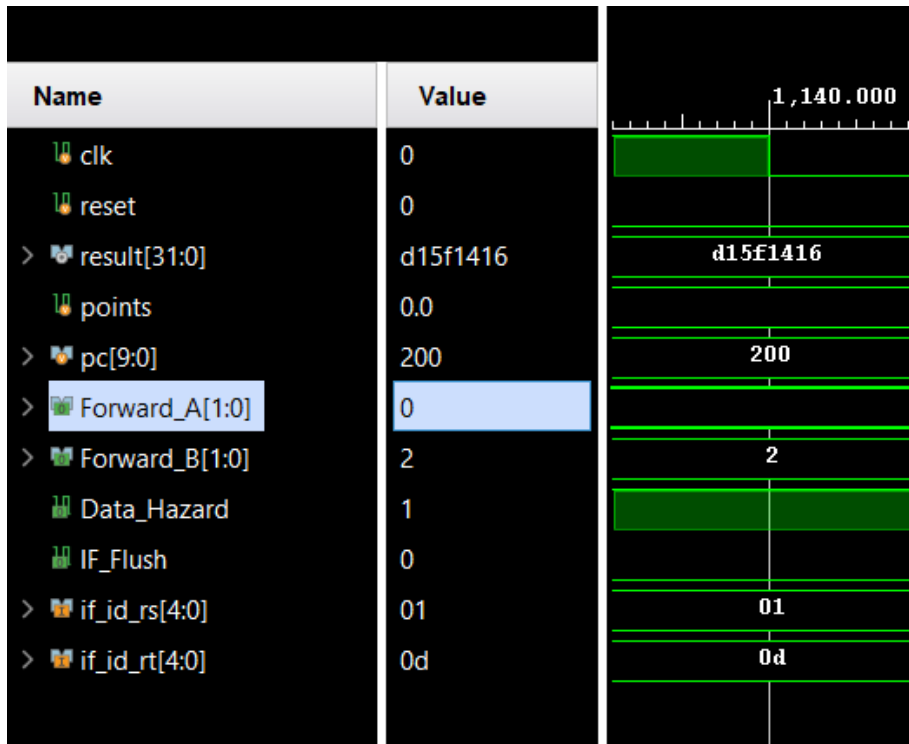 Name Value 1,140.000
clk 0
reset 0
result[31:0] d15f1416 d15f1416
points 0.0
pc[9:0] 200 200
Forward_A[1:0] 0
Forward_B[1:0] 2 2
Data_Hazard 1
IF_Flush 0
if_id_rs[4:0] 01 01
if_id_rt[4:0] 0d 0d